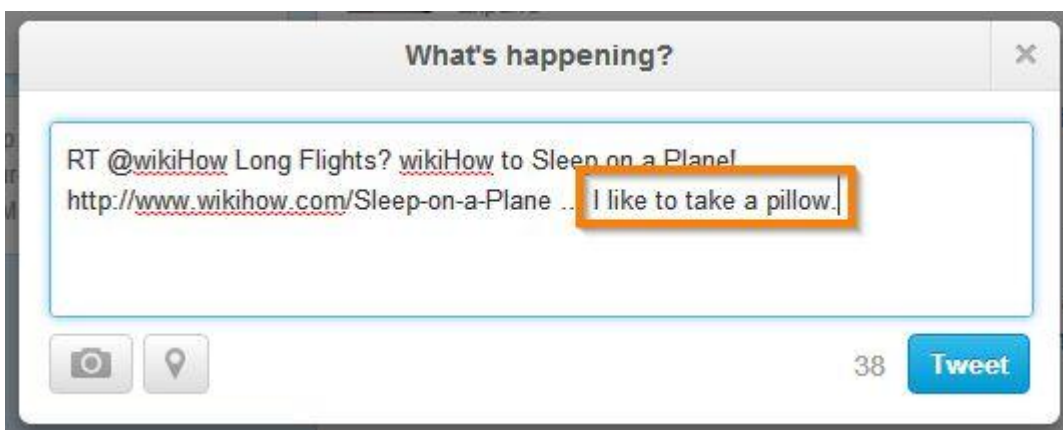 What's happening?
RT @wikiHow Long Flights? wikiHow to Sleep on a Plane!
http://www.wikihow.com/Sleep-on-a-Plane ... I like to take a pillow.
38 Tweet